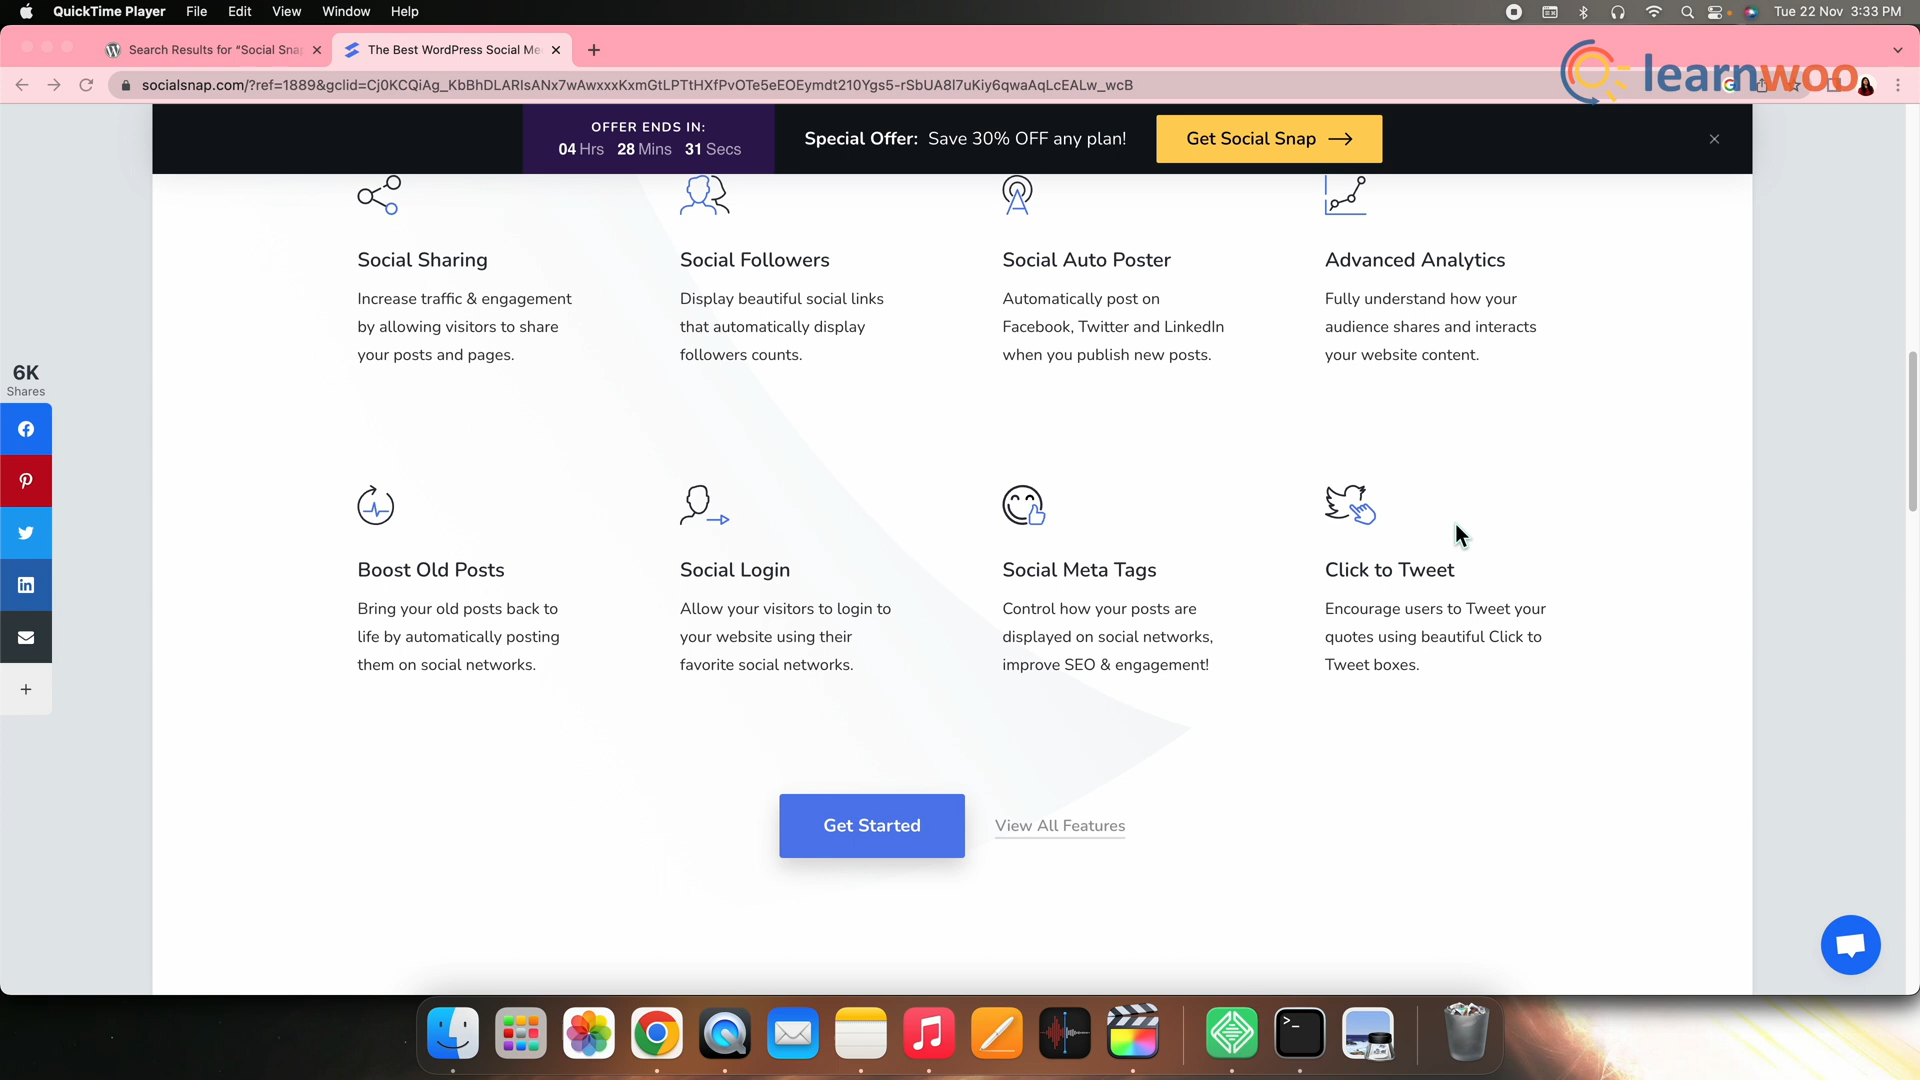 QuickTime Player File Edit View Window Help Tue 22 Nov 3:33 PM
Search Results for "Social Snap
The Best WordPress Social Me
learnwoo
socialsnap.com/?ref=1889&gclid=Cj0KCQiAg_KbBhDLARIsANx7wAwxxxKxmGtLPTtHXfPvOTe5eEOEymdt210Ygs5-rSbUA8I7uKiy6qwaAqLcEALw_wcB
OFFER ENDS IN:
04 Hrs 28 Mins 31 Secs
Special Offer: Save 30% OFF any plan!
Get Social Snap →
Social Sharing
Increase traffic & engagement
by allowing visitors to share
your posts and pages.
Social Followers
Display beautiful social links
that automatically display
followers counts.
Social Auto Poster
Automatically post on
Facebook, Twitter and LinkedIn
when you publish new posts.
Advanced Analytics
Fully understand how your
audience shares and interacts
your website content.
6K
Shares
Boost Old Posts
Bring your old posts back to
life by automatically posting
them on social networks.
Social Login
Allow your visitors to login to
your website using their
favorite social networks.
Social Meta Tags
Control how your posts are
displayed on social networks,
improve SEO & engagement!
Click to Tweet
Encourage users to Tweet your
quotes using beautiful Click to
Tweet boxes.
Get Started
View All Features